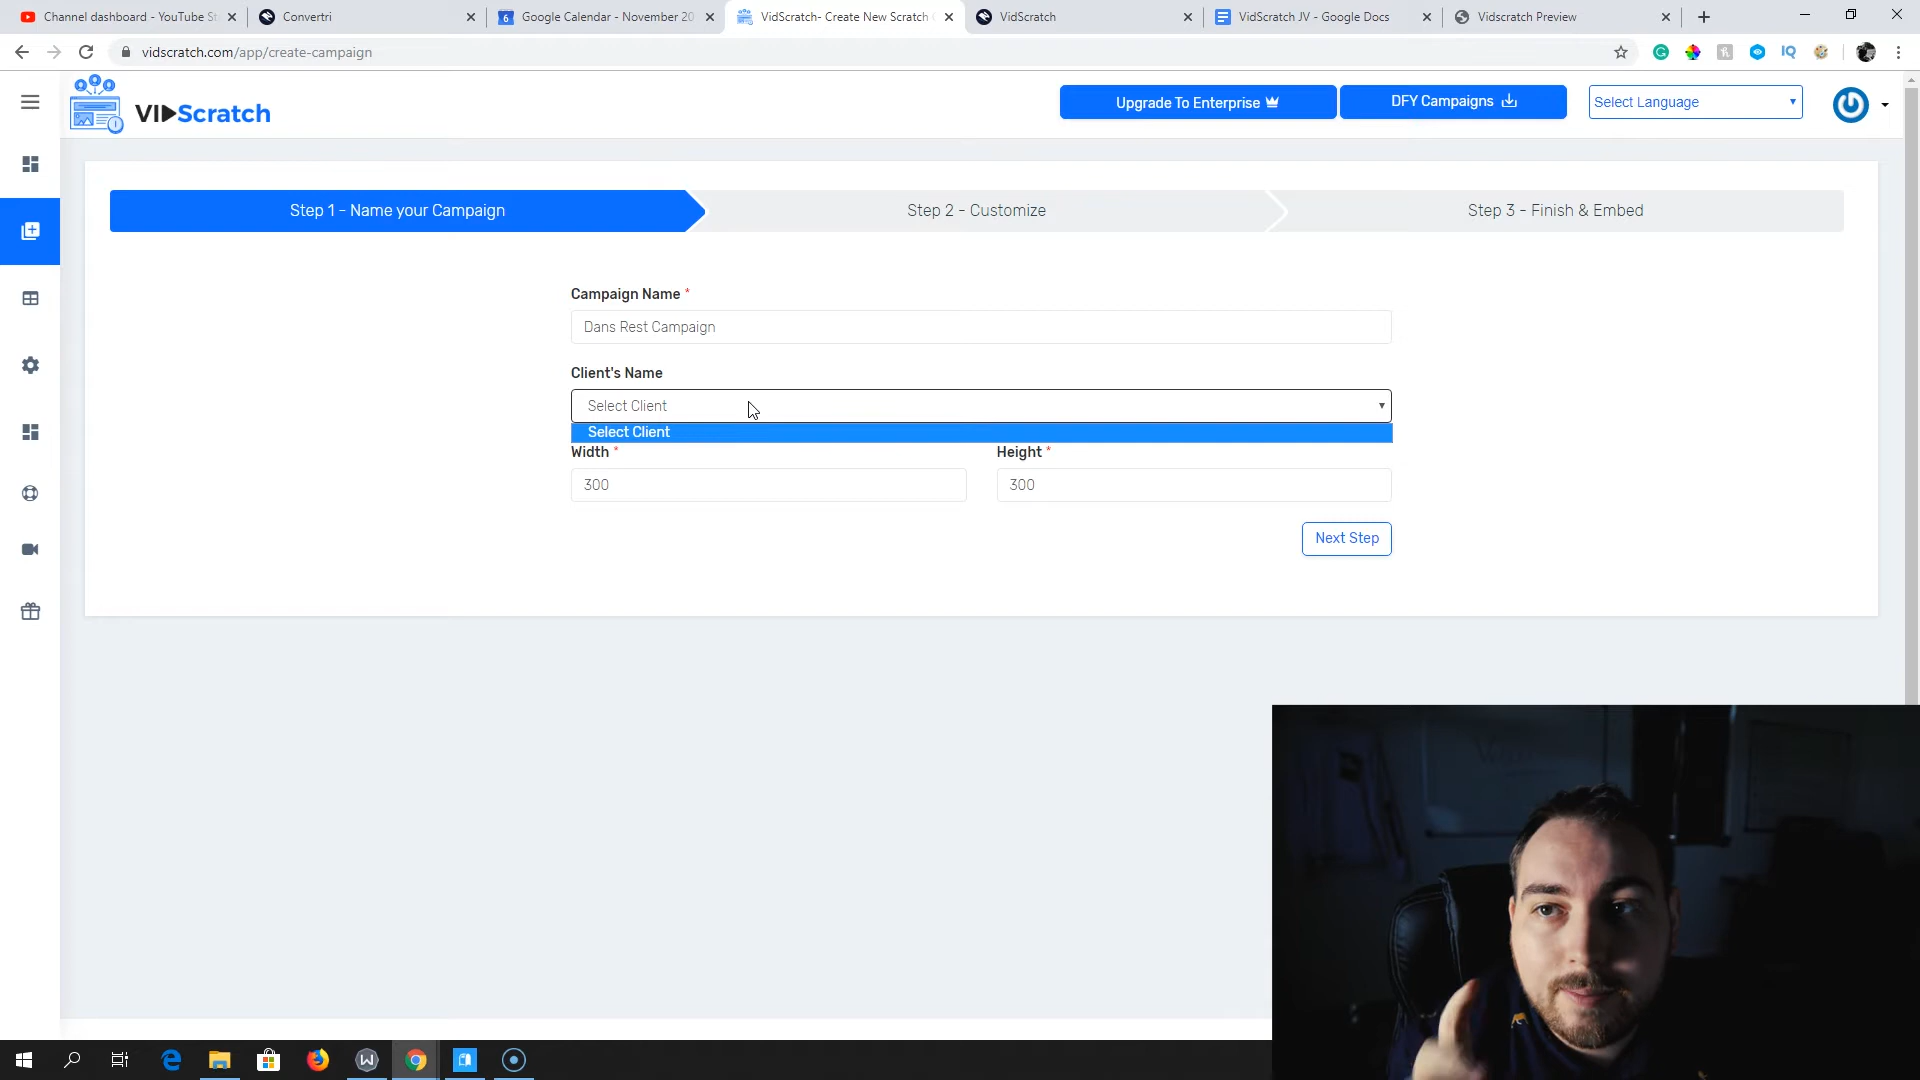 Channel dashboard - YouTube St
Convertri
Google Calendar - November 20
VidScratch- Create New Scratch
VidScratch
VidScratch JV - Google Docs
Vidscratch Preview
vidscratch.com/app/create-campaign
VIDScratch
Upgrade To Enterprise
DFY Campaigns
Select Language
Step 1 - Name your Campaign
Step 2 - Customize
Step 3 - Finish & Embed
Campaign Name *
Dans Rest Campaign
Client's Name
Select Client
Select Client
Width *
Height *
300
300
Next Step